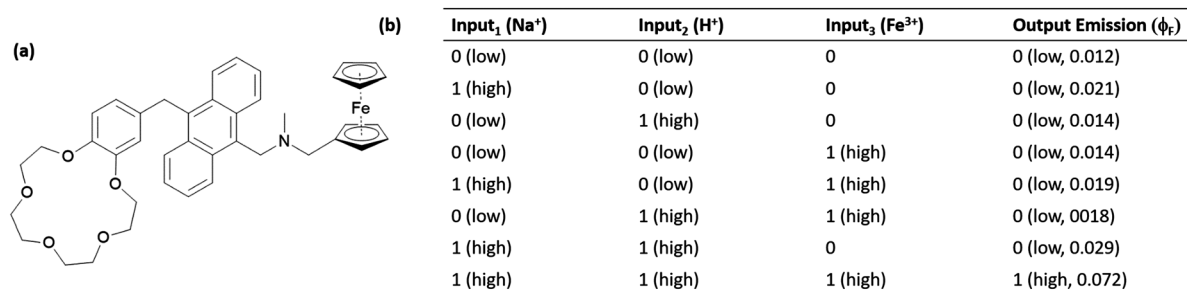 (a)
O
O
O
O
O
N
Fe
(b)
Input₁ (Na⁺) Input₂ (H⁺) Input₃ (Fe³⁺) Output Emission (ϕF)
0 (low) 0 (low) 0 0 (low, 0.012)
1 (high) 0 (low) 0 0 (low, 0.021)
0 (low) 1 (high) 0 0 (low, 0.014)
0 (low) 0 (low) 1 (high) 0 (low, 0.014)
1 (high) 0 (low) 1 (high) 0 (low, 0.019)
0 (low) 1 (high) 1 (high) 0 (low, 0018)
1 (high) 1 (high) 0 0 (low, 0.029)
1 (high) 1 (high) 1 (high) 1 (high, 0.072)